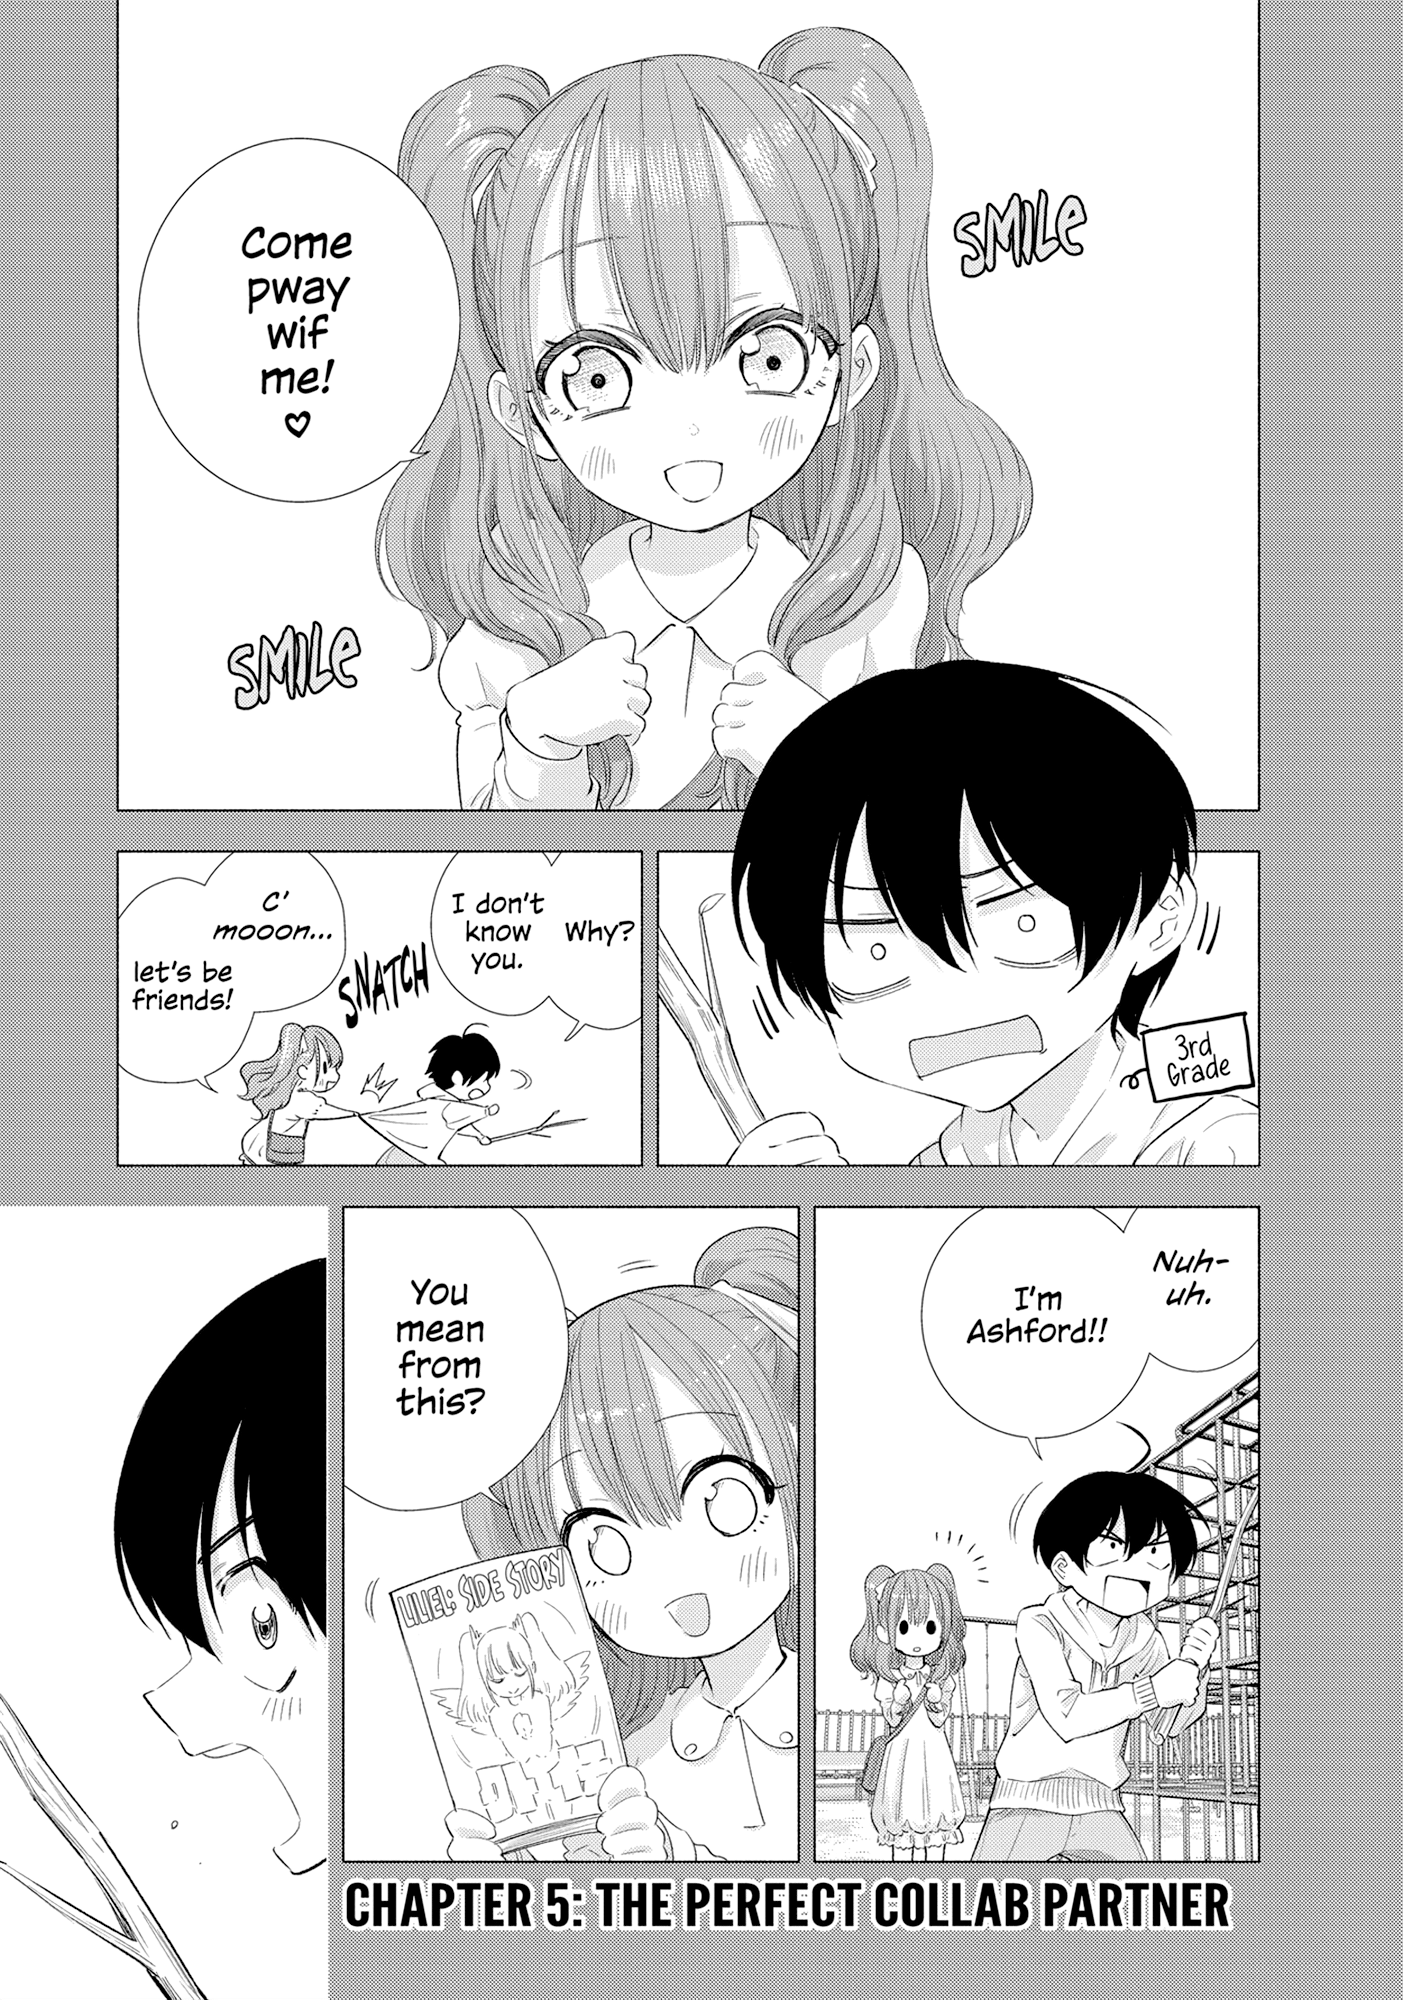 Come
pway
wif
me!
♡
SMILE
SMILE
3rd
Grade
Why?
I don't
know
you.
SNATCH
C'
mooon...
let's be
friends!
Nuh-
uh.
I'm
Ashford!!
You
mean
from
this?
LILIEL: SIDE STORY
CHAPTER 5: THE PERFECT COLLAB PARTNER